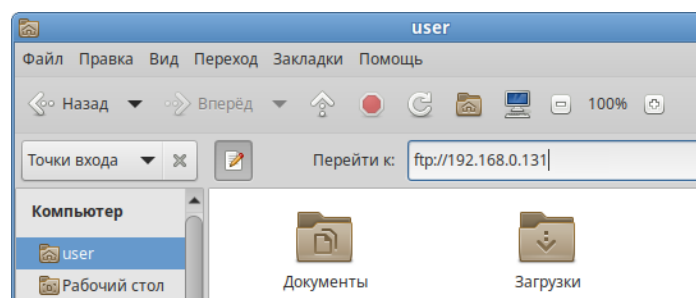 user
Файл Правка Вид Переход Закладки Помощь
Назад Вперёд 100%
Точки входа Перейти к: ftp://192.168.0.131
Компьютер
user
Рабочий стол
Документы Загрузки